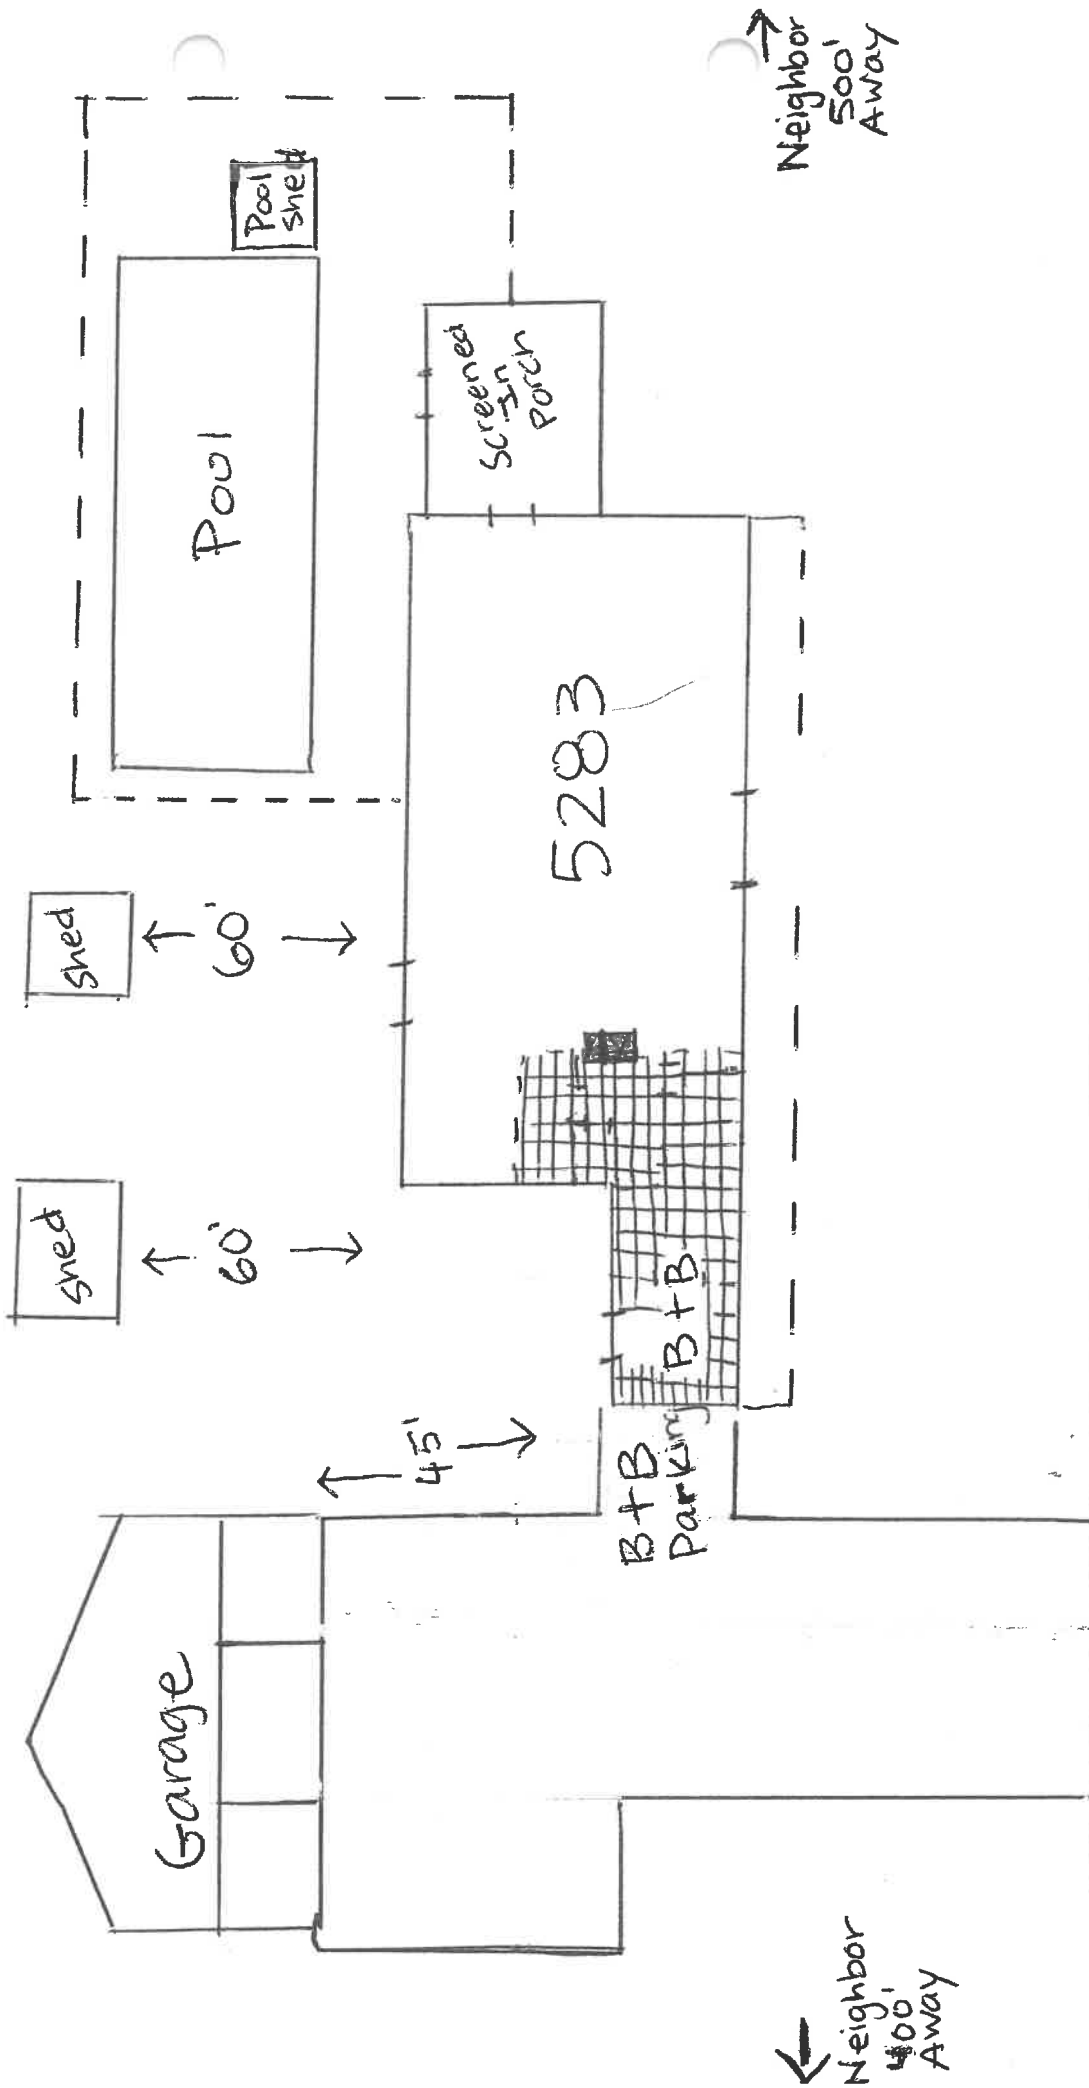 shed
shed
Garage
60'
60'
Pool
Pool
shed
45'
Screened
-In
Porch
5283
B+B
Parking
B+B
Neighbor
400'
Away
Neighbor
500'
Away